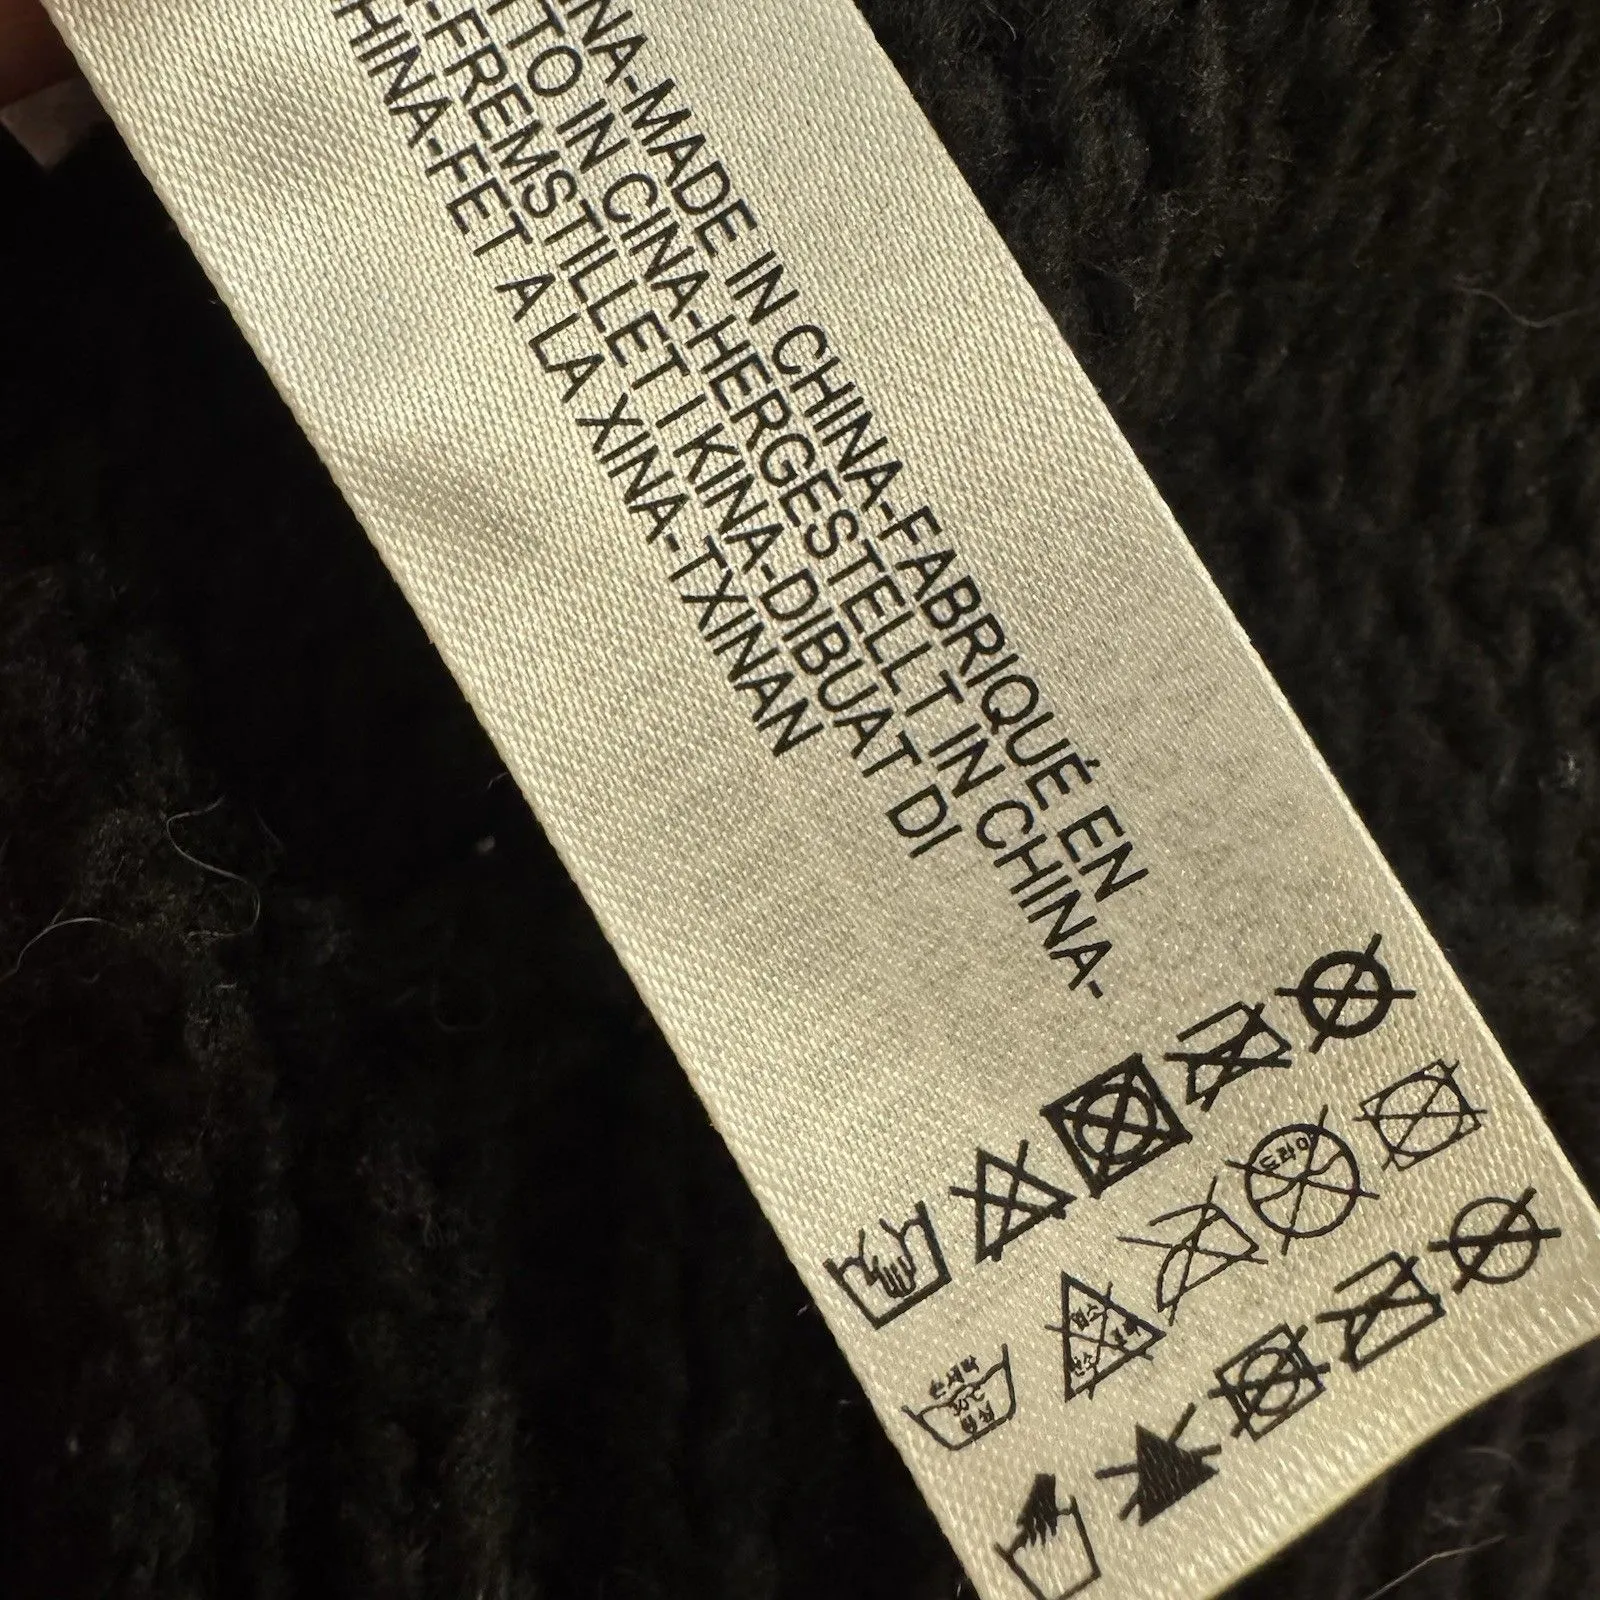 INA-MADE IN CHINA-FABRIQUÉ EN
TTO IN CINA-HERGESTELLT IN CHINA-
-FREMSTILLET I KINA-DIBUAT DI
HINA-FET A LA XINA-TXINAN